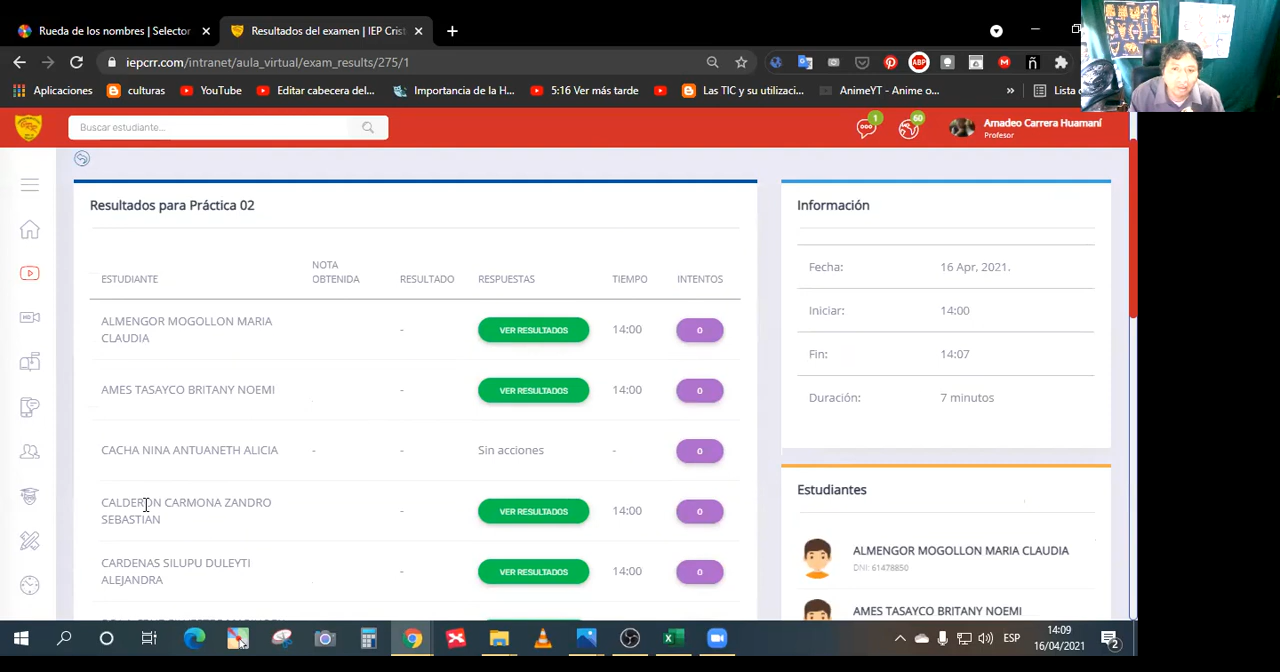 Rueda de los nombres | Selector
Resultados del examen | IEP Crist
iepcrr.com/intranet/aula_virtual/exam_results/275/1
Aplicaciones
culturas
YouTube
Editar cabecera del...
Importancia de la H...
5:16 Ver más tarde
Las TIC y su utilizaci...
AnimeYT - Anime o...
»
Lista d
Buscar estudiante...
1
60
Amadeo Carrera Huamaní
Profesor
Resultados para Práctica 02
ESTUDIANTE NOTA OBTENIDA RESULTADO RESPUESTAS TIEMPO INTENTOS
ALMENGOR MOGOLLON MARIA
CLAUDIA
- VER RESULTADOS 14:00 0
AMES TASAYCO BRITANY NOEMI - VER RESULTADOS 14:00 0
CACHA NINA ANTUANETH ALICIA - - Sin acciones - 0
CALDERON CARMONA ZANDRO
SEBASTIAN
- VER RESULTADOS 14:00 0
CARDENAS SILUPU DULEYTI
ALEJANDRA
- VER RESULTADOS 14:00 0
Información
Fecha: 16 Apr, 2021.
Iniciar: 14:00
Fin: 14:07
Duración: 7 minutos
Estudiantes
ALMENGOR MOGOLLON MARIA CLAUDIA
DNI: 61478850
AMES TASAYCO BRITANY NOEMI
ESP
14:09
16/04/2021
2